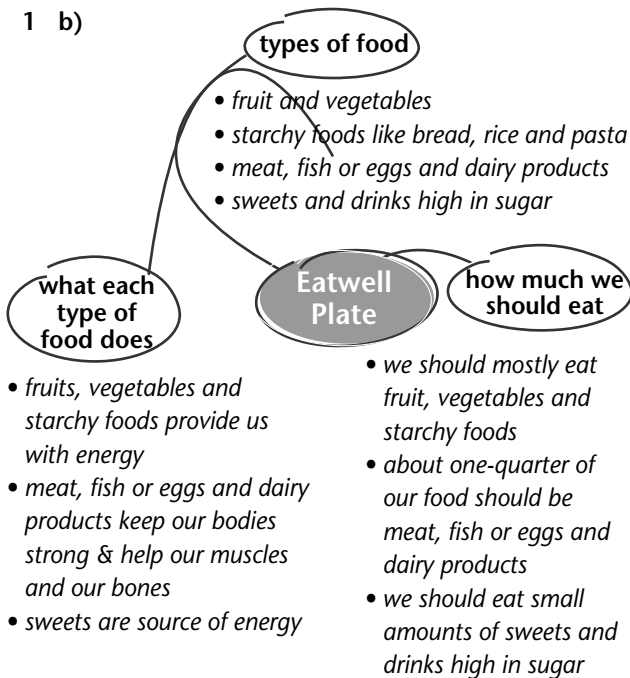 1 b)
types of food
• fruit and vegetables
• starchy foods like bread, rice and pasta
• meat, fish or eggs and dairy products
• sweets and drinks high in sugar
Eatwell
Plate
what each
type of
food does
• fruits, vegetables and
starchy foods provide us
with energy
• meat, fish or eggs and dairy
products keep our bodies
strong & help our muscles
and our bones
• sweets are source of energy
how much we
should eat
• we should mostly eat
fruit, vegetables and
starchy foods
• about one-quarter of
our food should be
meat, fish or eggs and
dairy products
• we should eat small
amounts of sweets and
drinks high in sugar